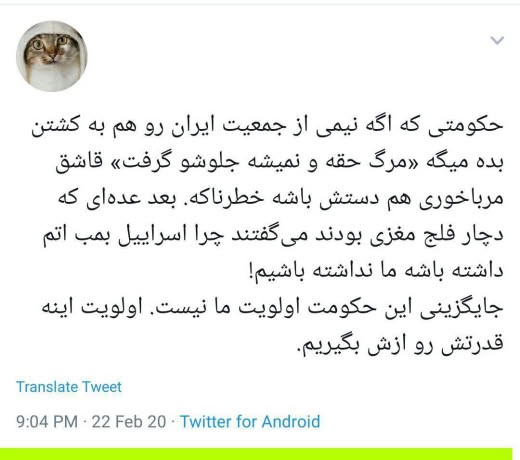 حکومتی که اگه نیمی از جمعیت ایران رو هم به کشتن
بده میگه «مرگ حقه و نمیشه جلوشو گرفت» قاشق
مرباخوری هم دستش باشه خطرناکه. بعد عده‌ای که
دچار فلج مغزی بودند می‌گفتند چرا اسراییل بمب اتم
داشته باشه ما نداشته باشیم!
جایگزینی این حکومت اولویت ما نیست. اولویت اینه
قدرتش رو ازش بگیریم.
Translate Tweet
9:04 PM · 22 Feb 20 · Twitter for Android